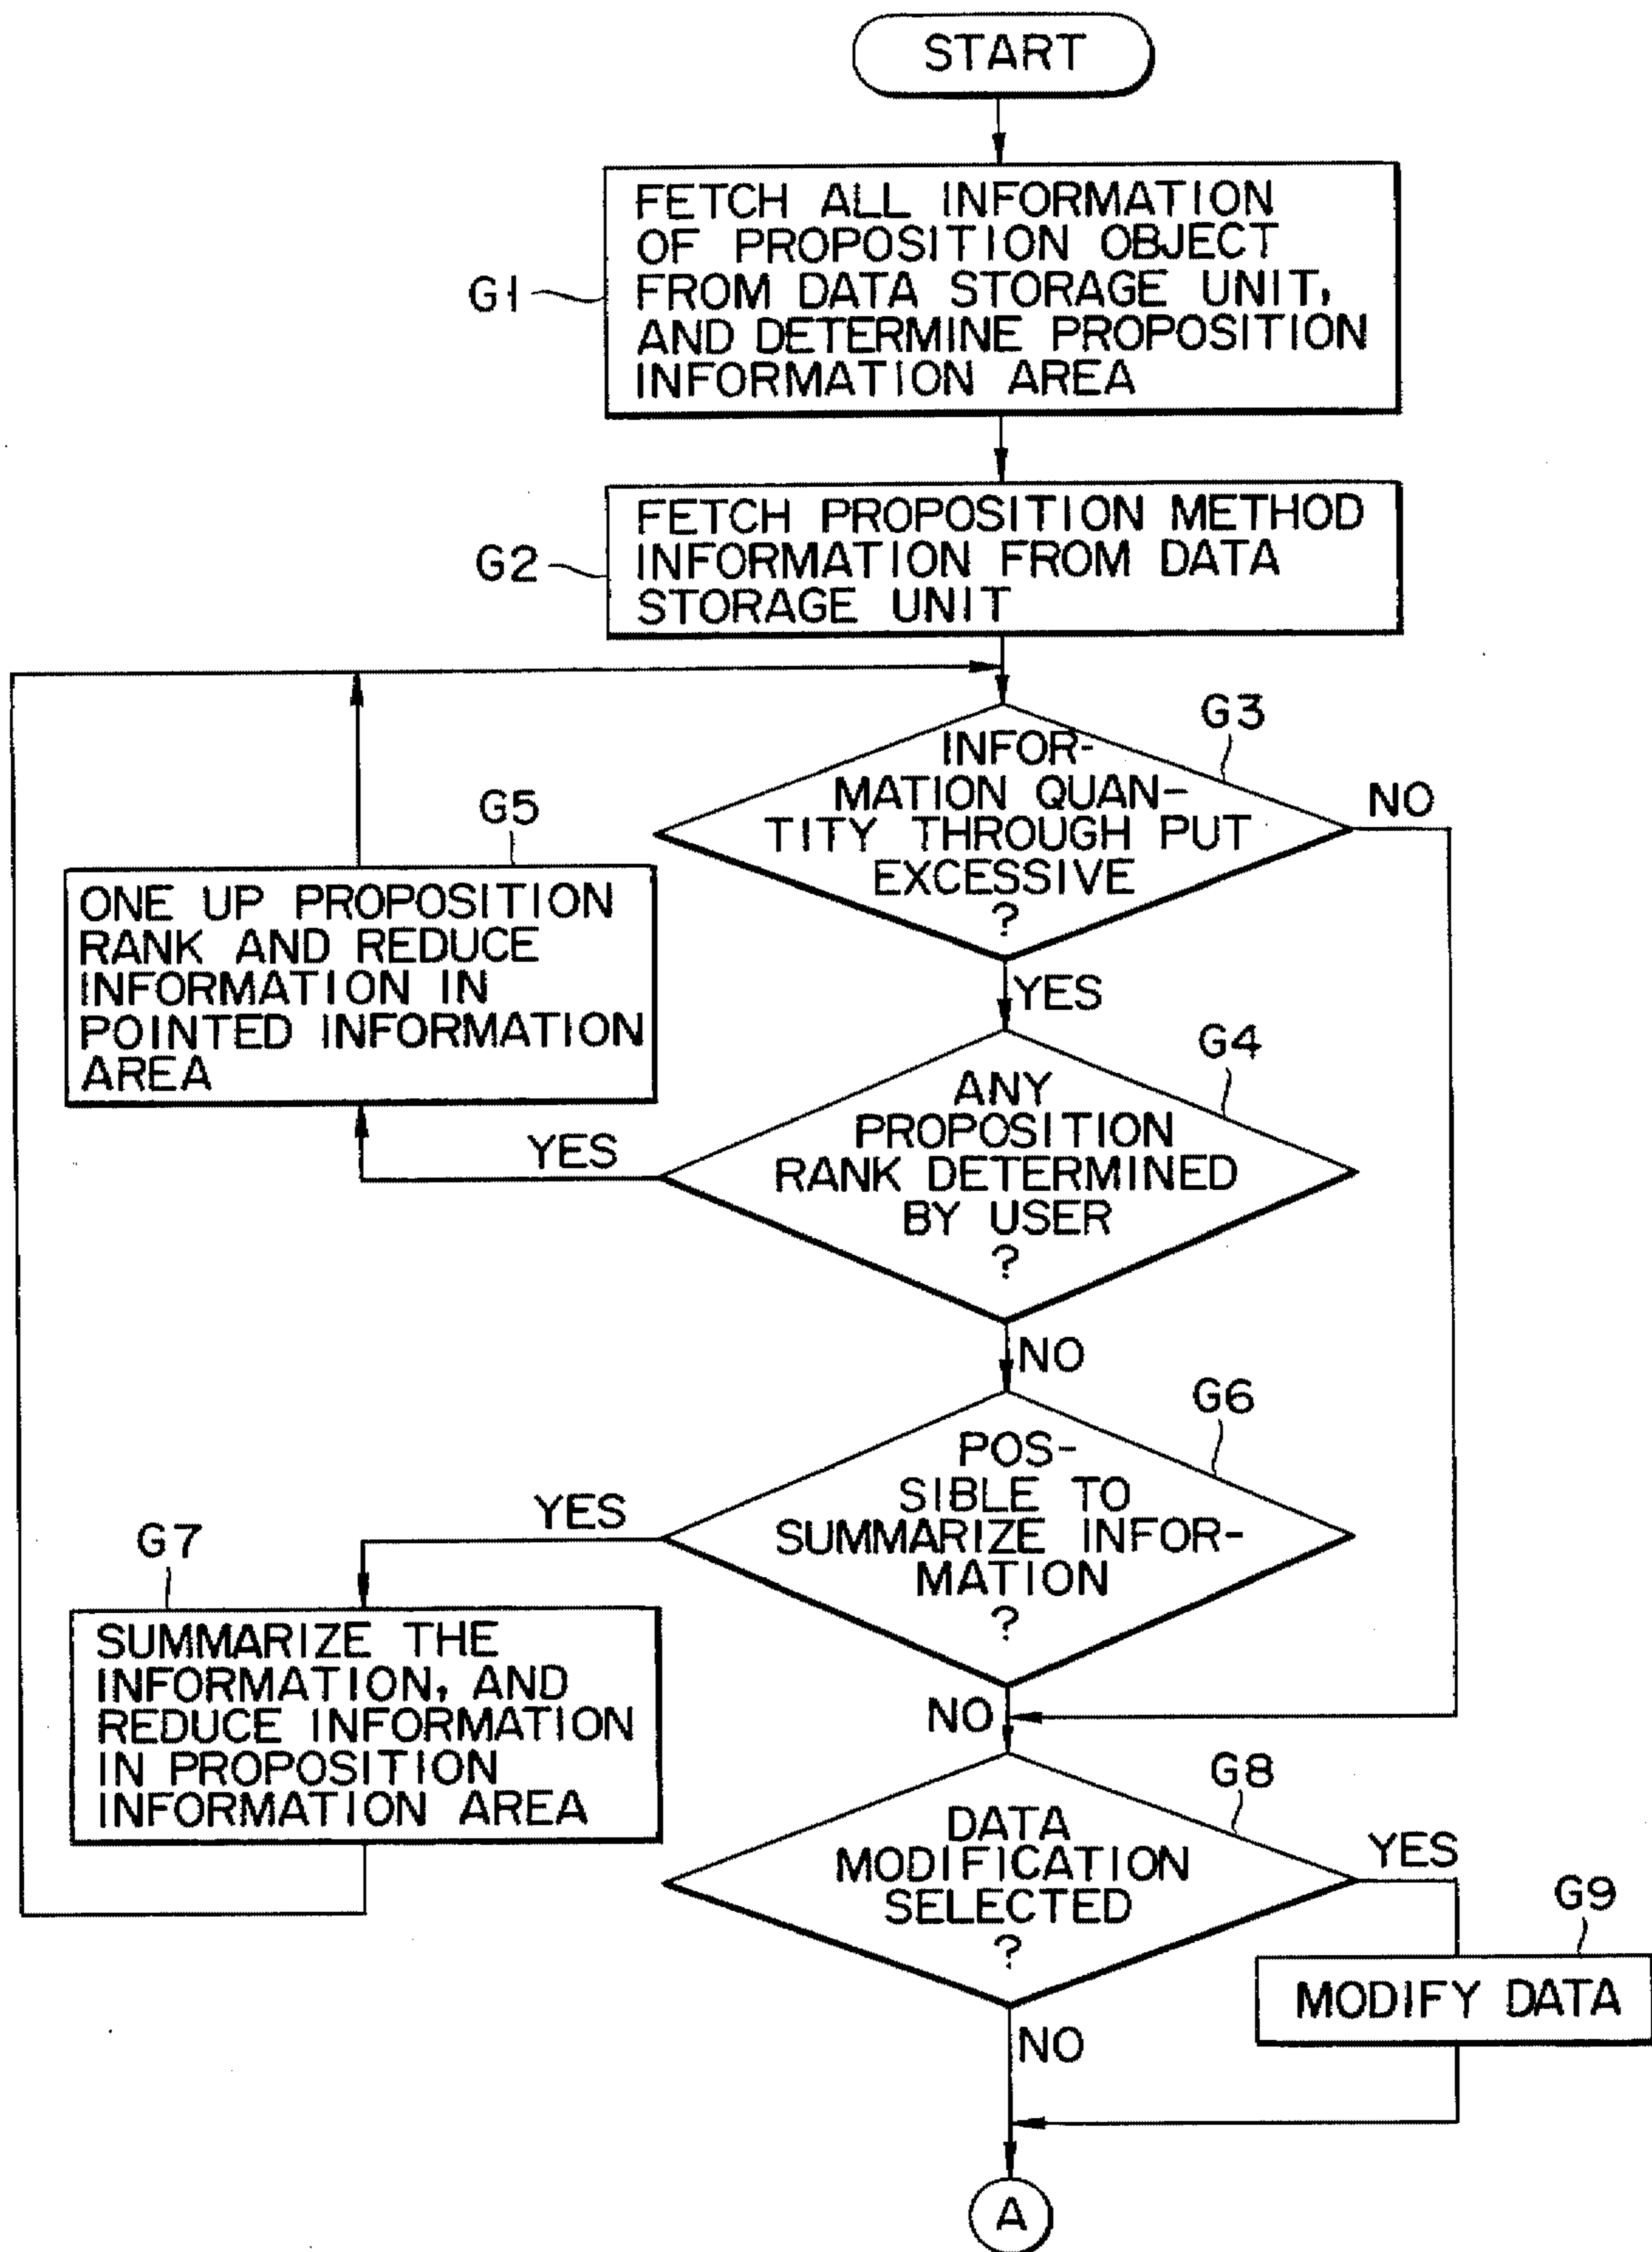 START
FETCH ALL INFORMATION
OF PROPOSITION OBJECT
FROM DATA STORAGE UNIT,
AND DETERMINE PROPOSITION
INFORMATION AREA
G1
FETCH PROPOSITION METHOD
INFORMATION FROM DATA
STORAGE UNIT
G2
G3
INFOR-
MATION QUAN-
TITY THROUGH PUT
EXCESSIVE
?
NO
YES
G5
ONE UP PROPOSITION
RANK AND REDUCE
INFORMATION IN
POINTED INFORMATION
AREA
G4
ANY
PROPOSITION
RANK DETERMINED
BY USER
?
YES
NO
G6
POS-
SIBLE TO
SUMMARIZE INFOR-
MATION
?
YES
NO
G7
SUMMARIZE THE
INFORMATION, AND
REDUCE INFORMATION
IN PROPOSITION
INFORMATION AREA
G8
DATA
MODIFICATION
SELECTED
?
YES
NO
G9
MODIFY DATA
A